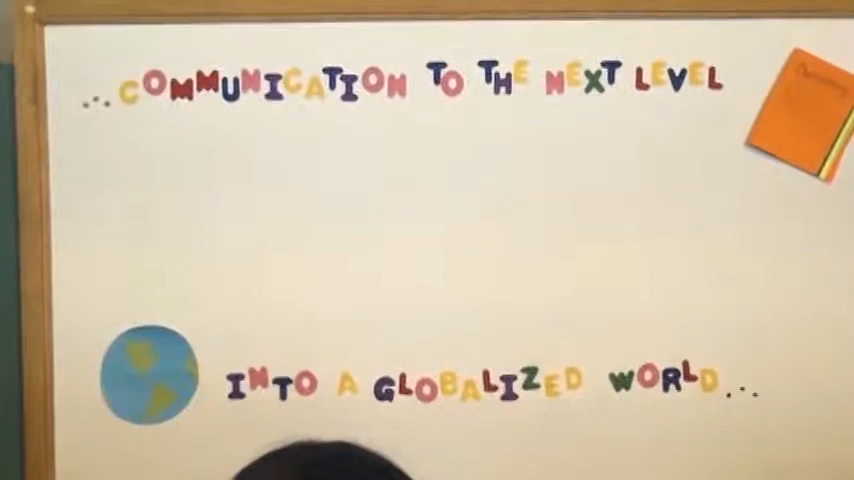 ...COMMUNICATION TO THE NEXT LEVEL
INTO A GLOBALIZED WORLD...